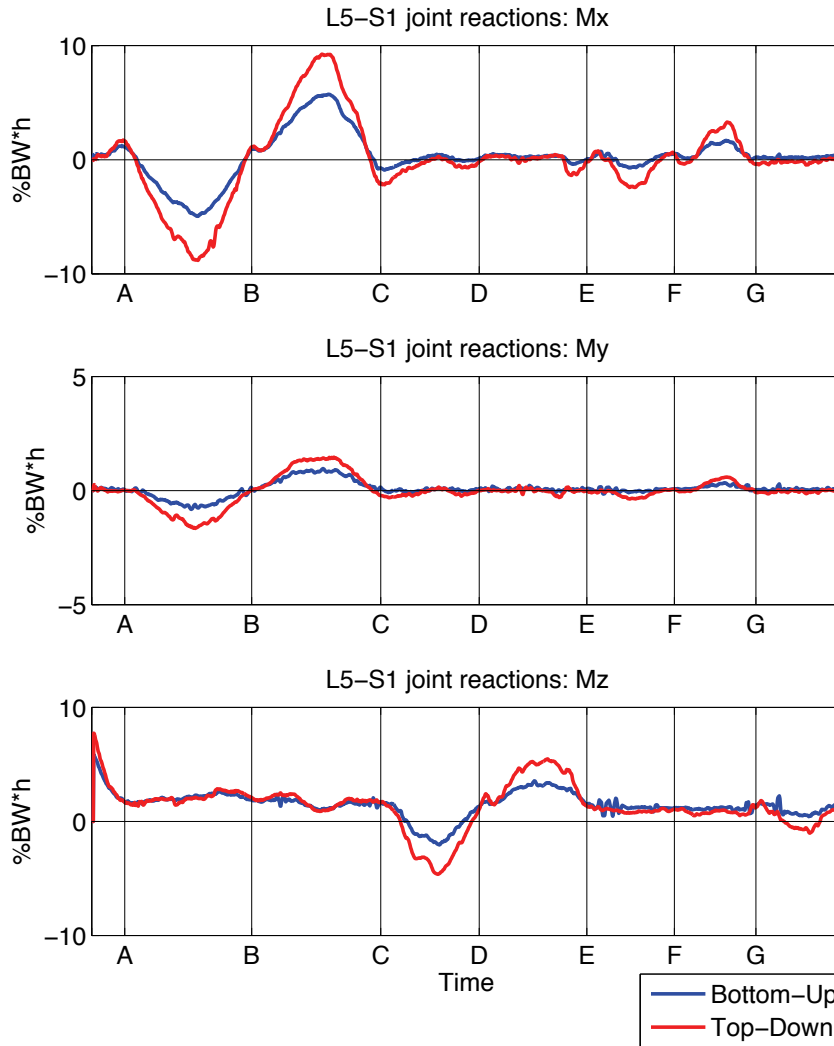 L5−S1 joint reactions: Mx
10
0
−10
%BW*h
A B C D E F G
L5−S1 joint reactions: My
5
0
−5
%BW*h
A B C D E F G
L5−S1 joint reactions: Mz
10
0
−10
%BW*h
A B C D E F G
Time
Bottom−Up
Top−Down